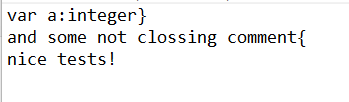 var a:integer}
and some not clossing comment{
nice tests!